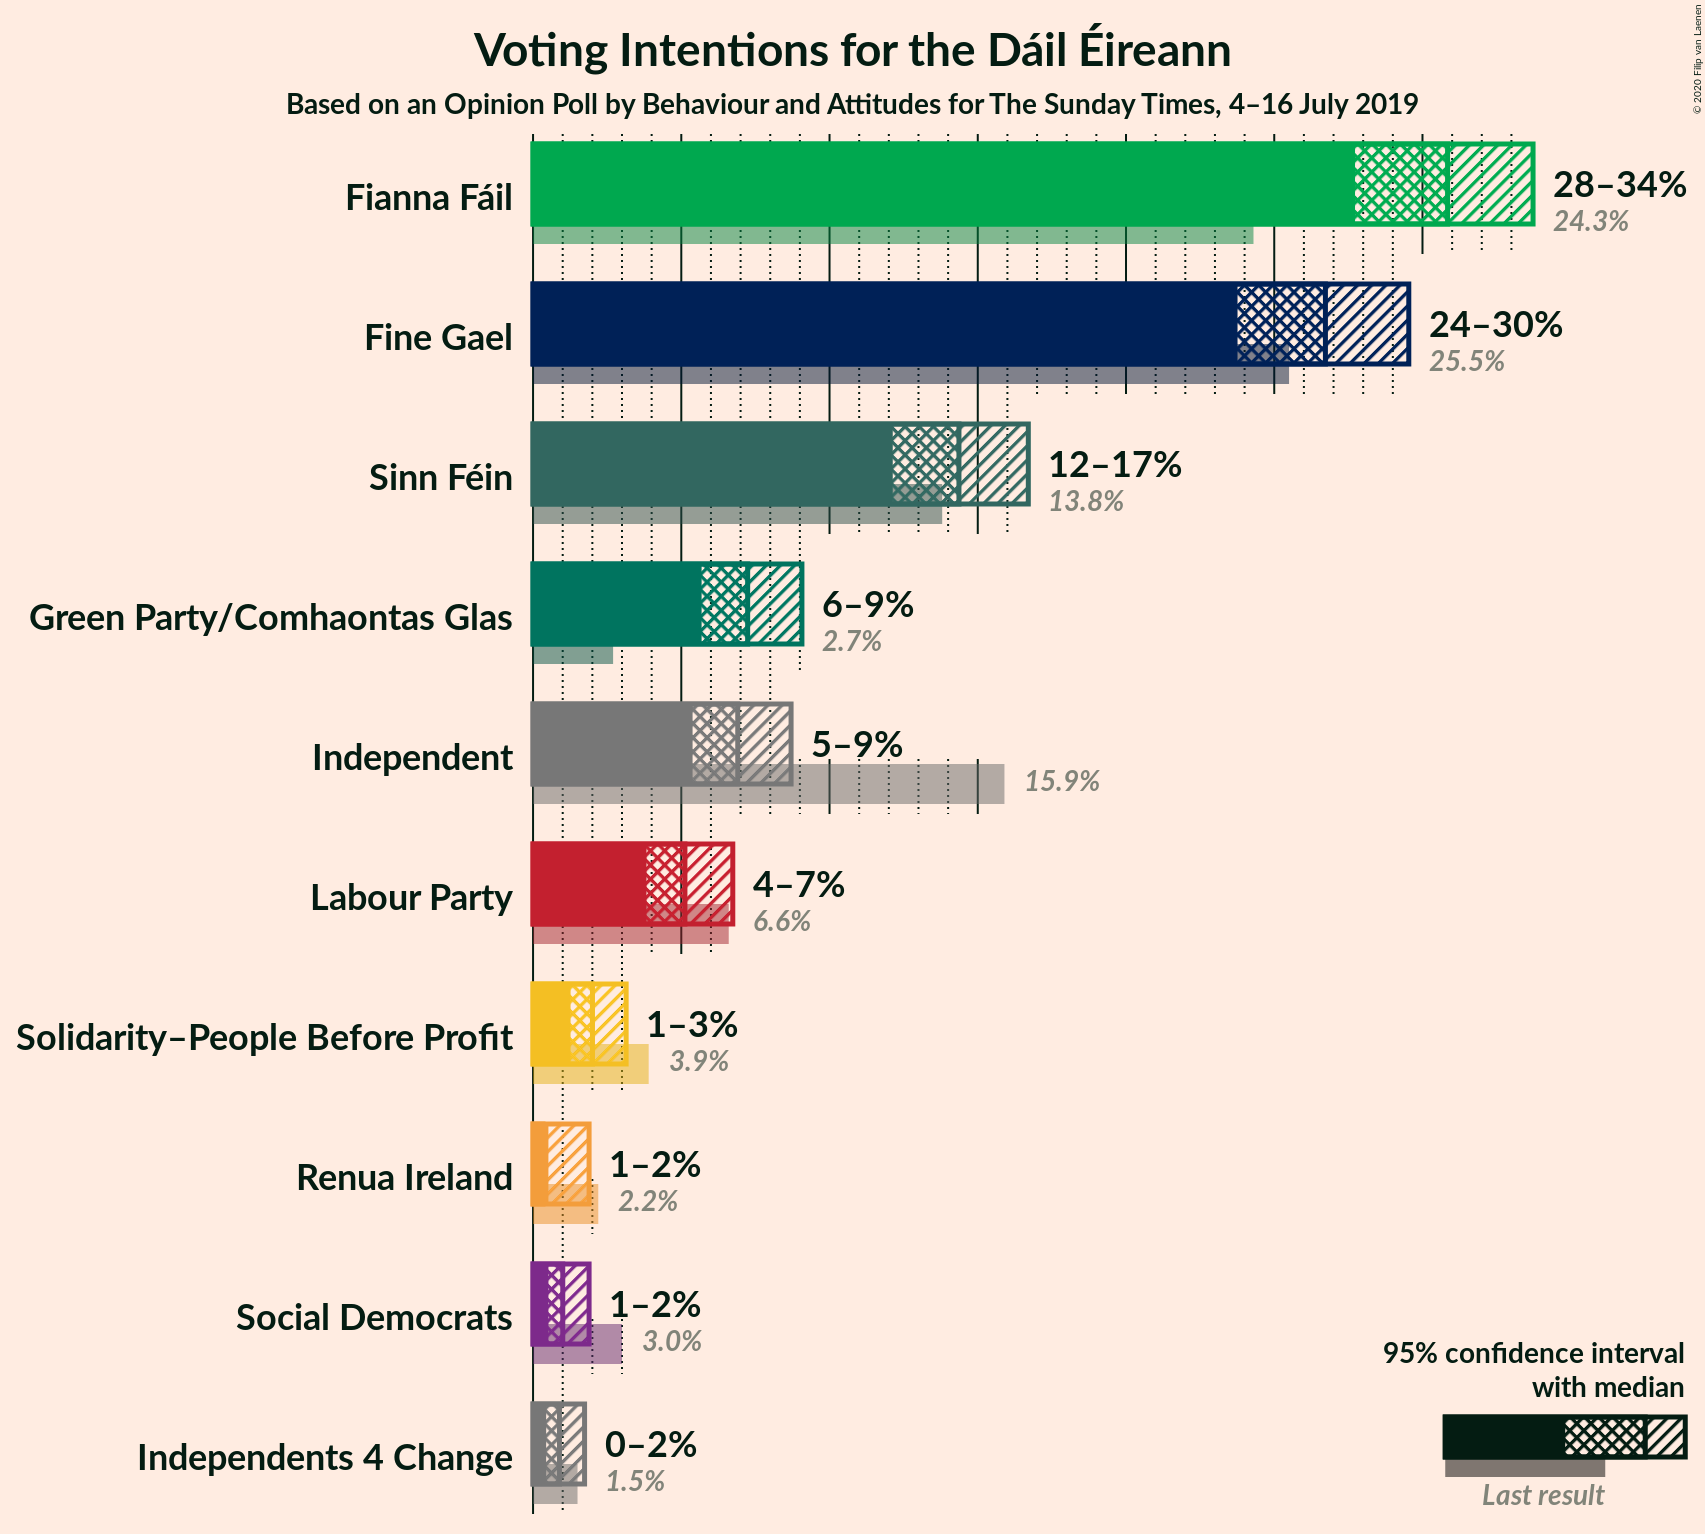 Voting Intentions for the Dáil Éireann
Based on an Opinion Poll by Behaviour and Attitudes for The Sunday Times, 4–16 July 2019
© 2020 Filip van Laenen
Fianna Fáil
28–34%
24.3%
Fine Gael
24–30%
25.5%
Sinn Féin
12–17%
13.8%
Green Party/Comhaontas Glas
6–9%
2.7%
Independent
5–9%
15.9%
Labour Party
4–7%
6.6%
Solidarity–People Before Profit
1–3%
3.9%
Renua Ireland
1–2%
2.2%
Social Democrats
1–2%
3.0%
Independents 4 Change
0–2%
1.5%
95% confidence interval
with median
Last result